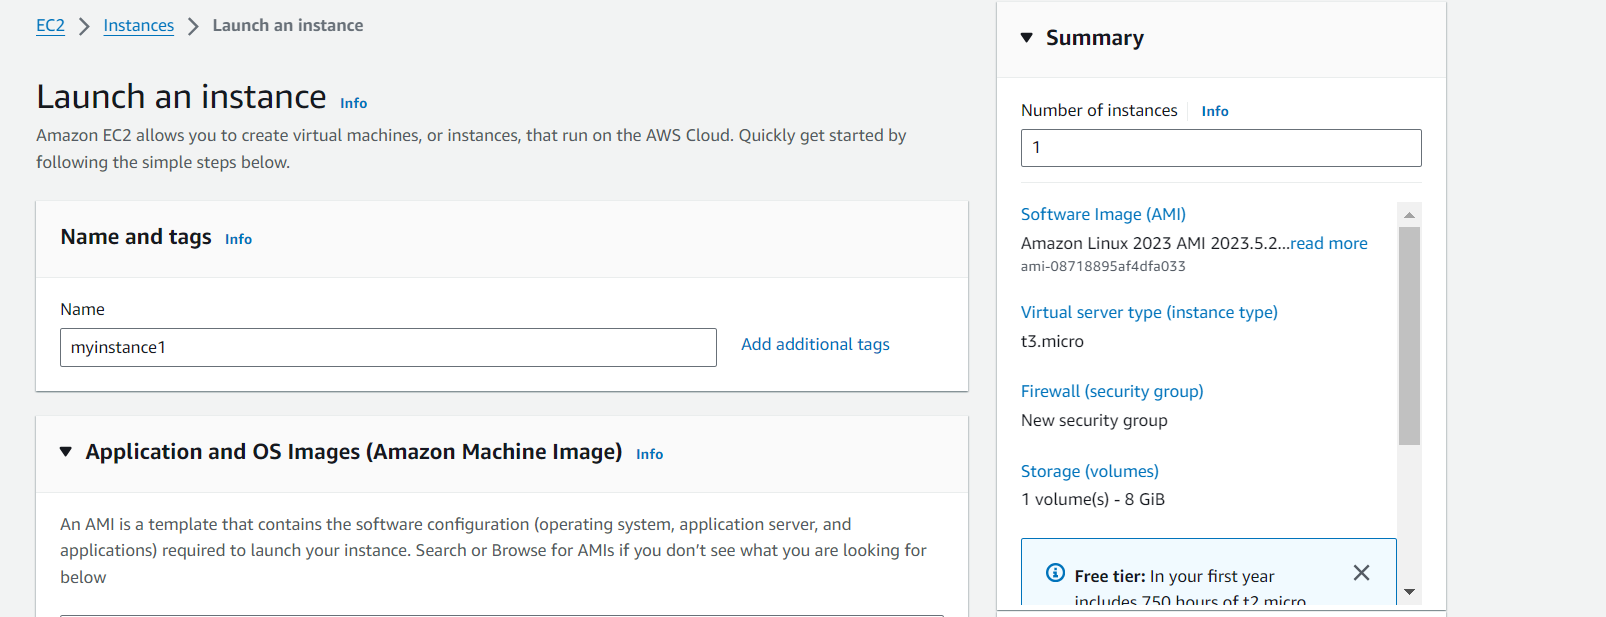 EC2 > Instances > Launch an instance
Launch an instance Info
Amazon EC2 allows you to create virtual machines, or instances, that run on the AWS Cloud. Quickly get started by
following the simple steps below.
Name and tags Info
Name
myinstance1
Add additional tags
Application and OS Images (Amazon Machine Image) Info
An AMI is a template that contains the software configuration (operating system, application server, and
applications) required to launch your instance. Search or Browse for AMIs if you don’t see what you are looking for
below
Summary
Number of instances Info
1
Software Image (AMI)
Amazon Linux 2023 AMI 2023.5.2...read more
ami-08718895af4dfa033
Virtual server type (instance type)
t3.micro
Firewall (security group)
New security group
Storage (volumes)
1 volume(s) - 8 GiB
Free tier: In your first year
includes 750 hours of t2.micro